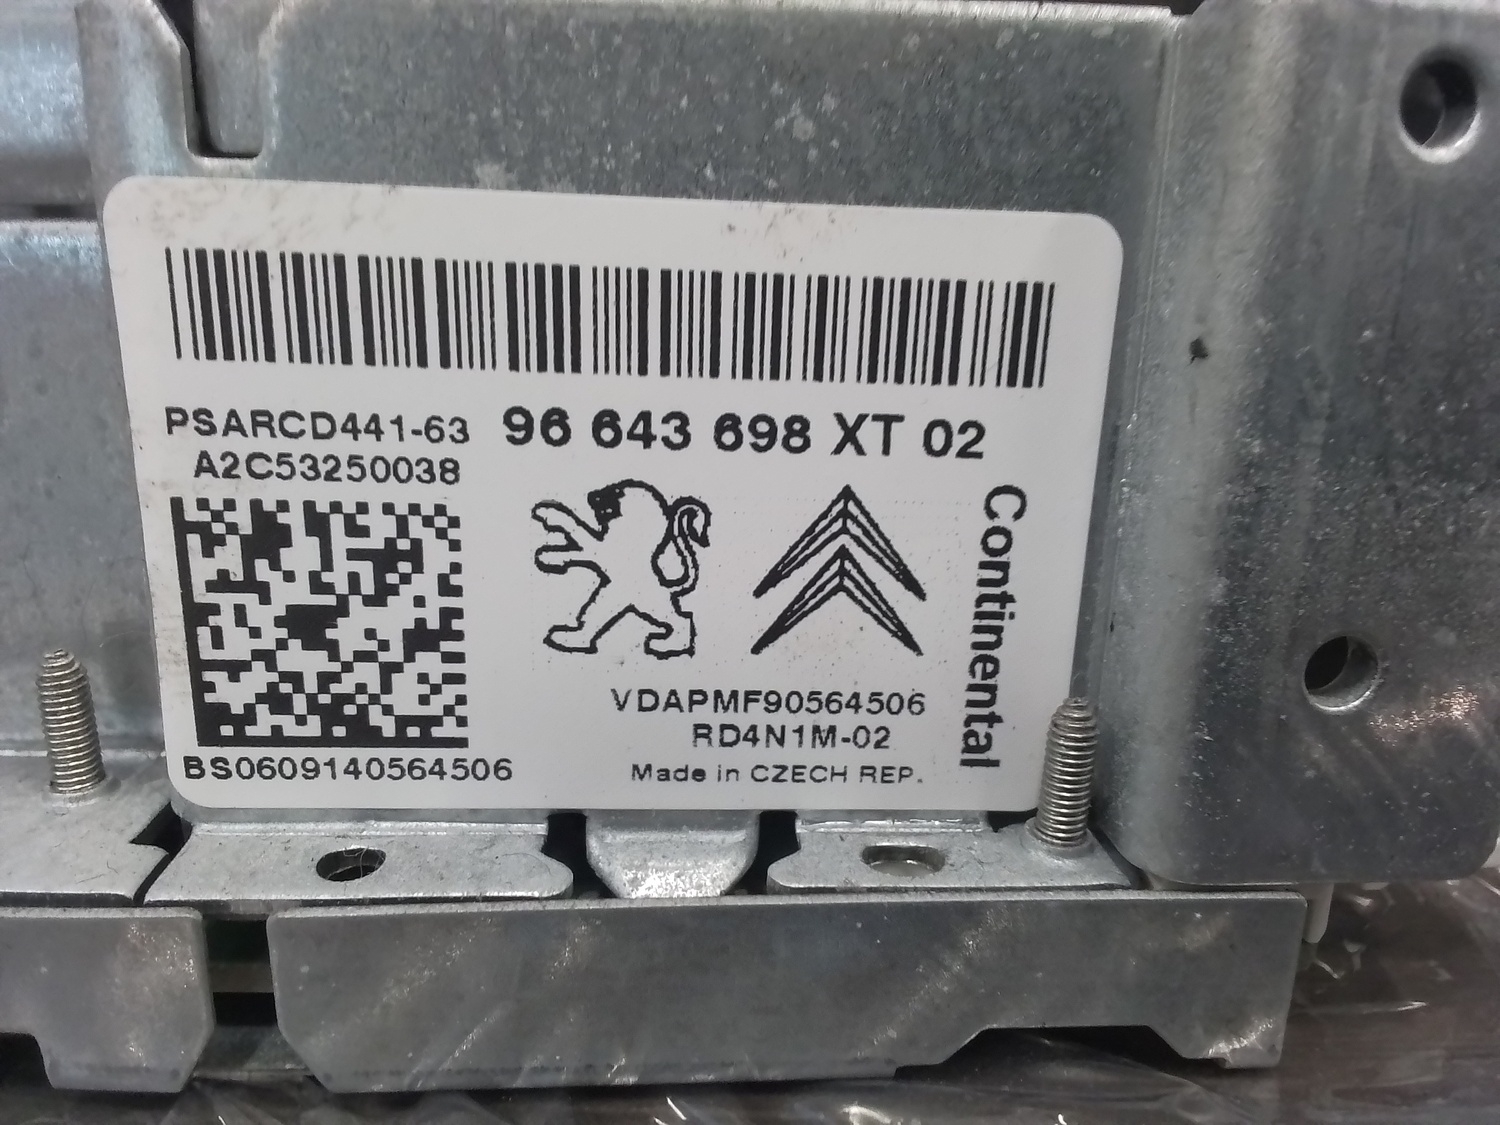 PSARCD441-63 96 643 698 XT 02
A2C53250038
Continental
VDAPMF90564506
RD4N1M-02
BS0609140564506
Made in CZECH REP.